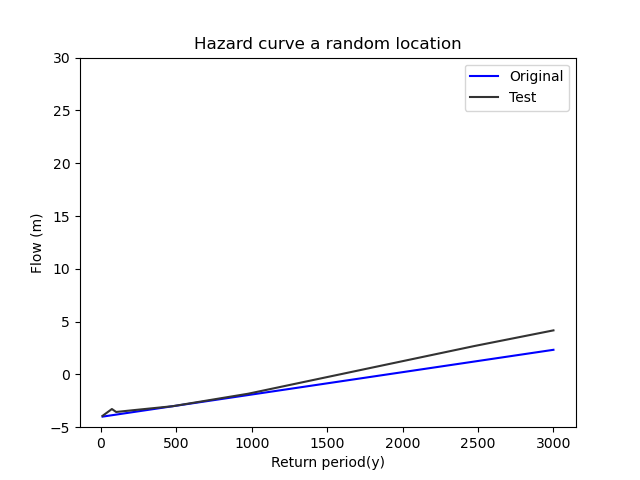 Hazard curve a random location
Original
Test
30
25
20
15
10
5
0
−5
Flow (m)
0 500 1000 1500 2000 2500 3000
Return period(y)